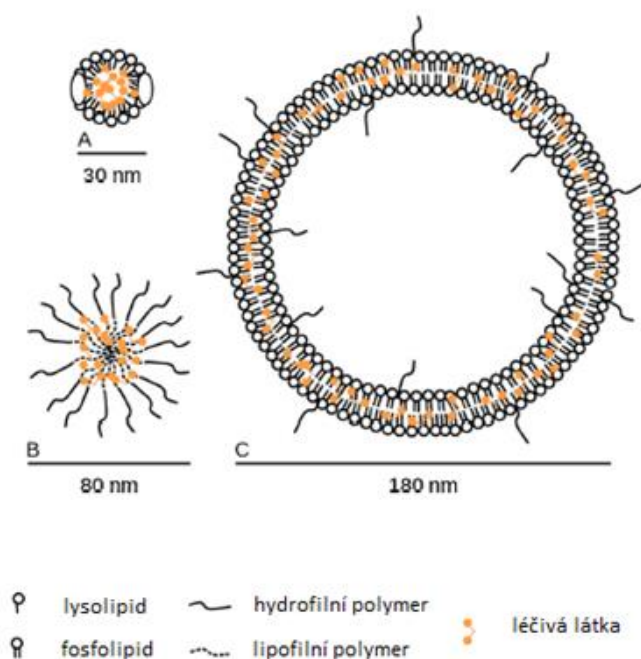 A
30 nm
B
80 nm
C
180 nm
lysolipid
hydrofilní polymer
léčivá látka
fosfolipid
lipofilní polymer